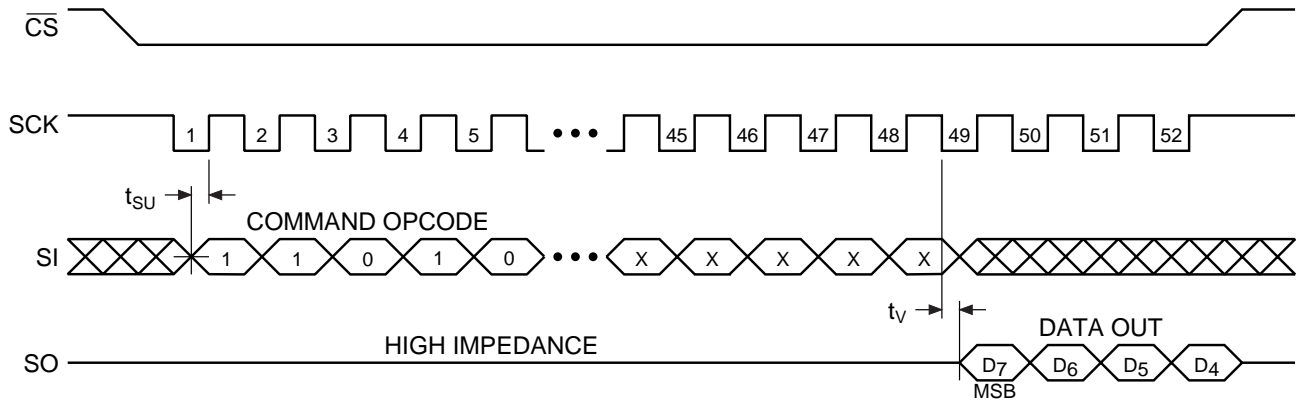 CS
SCK 1 2 3 4 5 ••• 45 46 47 48 49 50 51 52
tSU
COMMAND OPCODE
SI 1 1 0 1 0 ••• X X X X X
tV
DATA OUT
HIGH IMPEDANCE
SO D7 D6 D5 D4
MSB